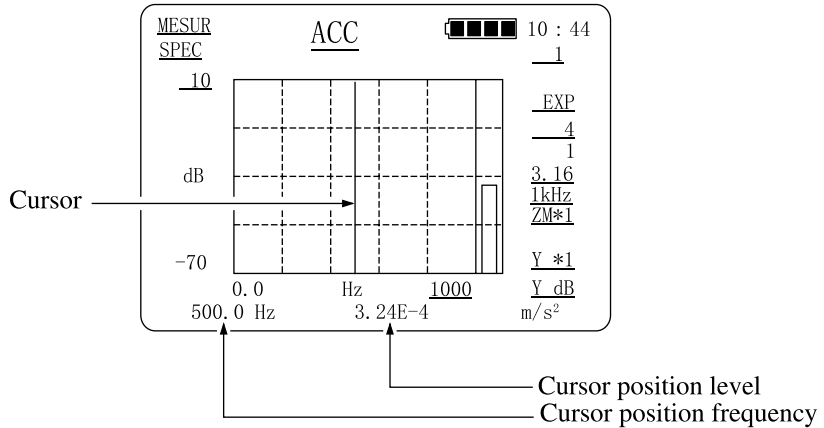 MESUR ACC 10 : 44
SPEC 1
10
EXP
4
1
dB 3.16
Cursor 1kHz
ZM*1
-70 Y *1
0.0 Hz 1000 Y dB
500.0 Hz 3.24E-4 m/s²
Cursor position level
Cursor position frequency